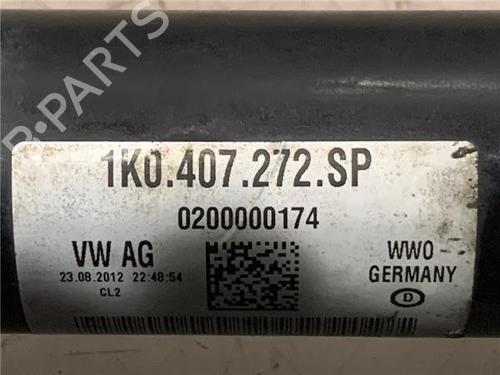 B-PARTS
1K0.407.272.SP
0200000174
VW AG
23.08.2012 22:48:54
CL2
WWO
GERMANY
D